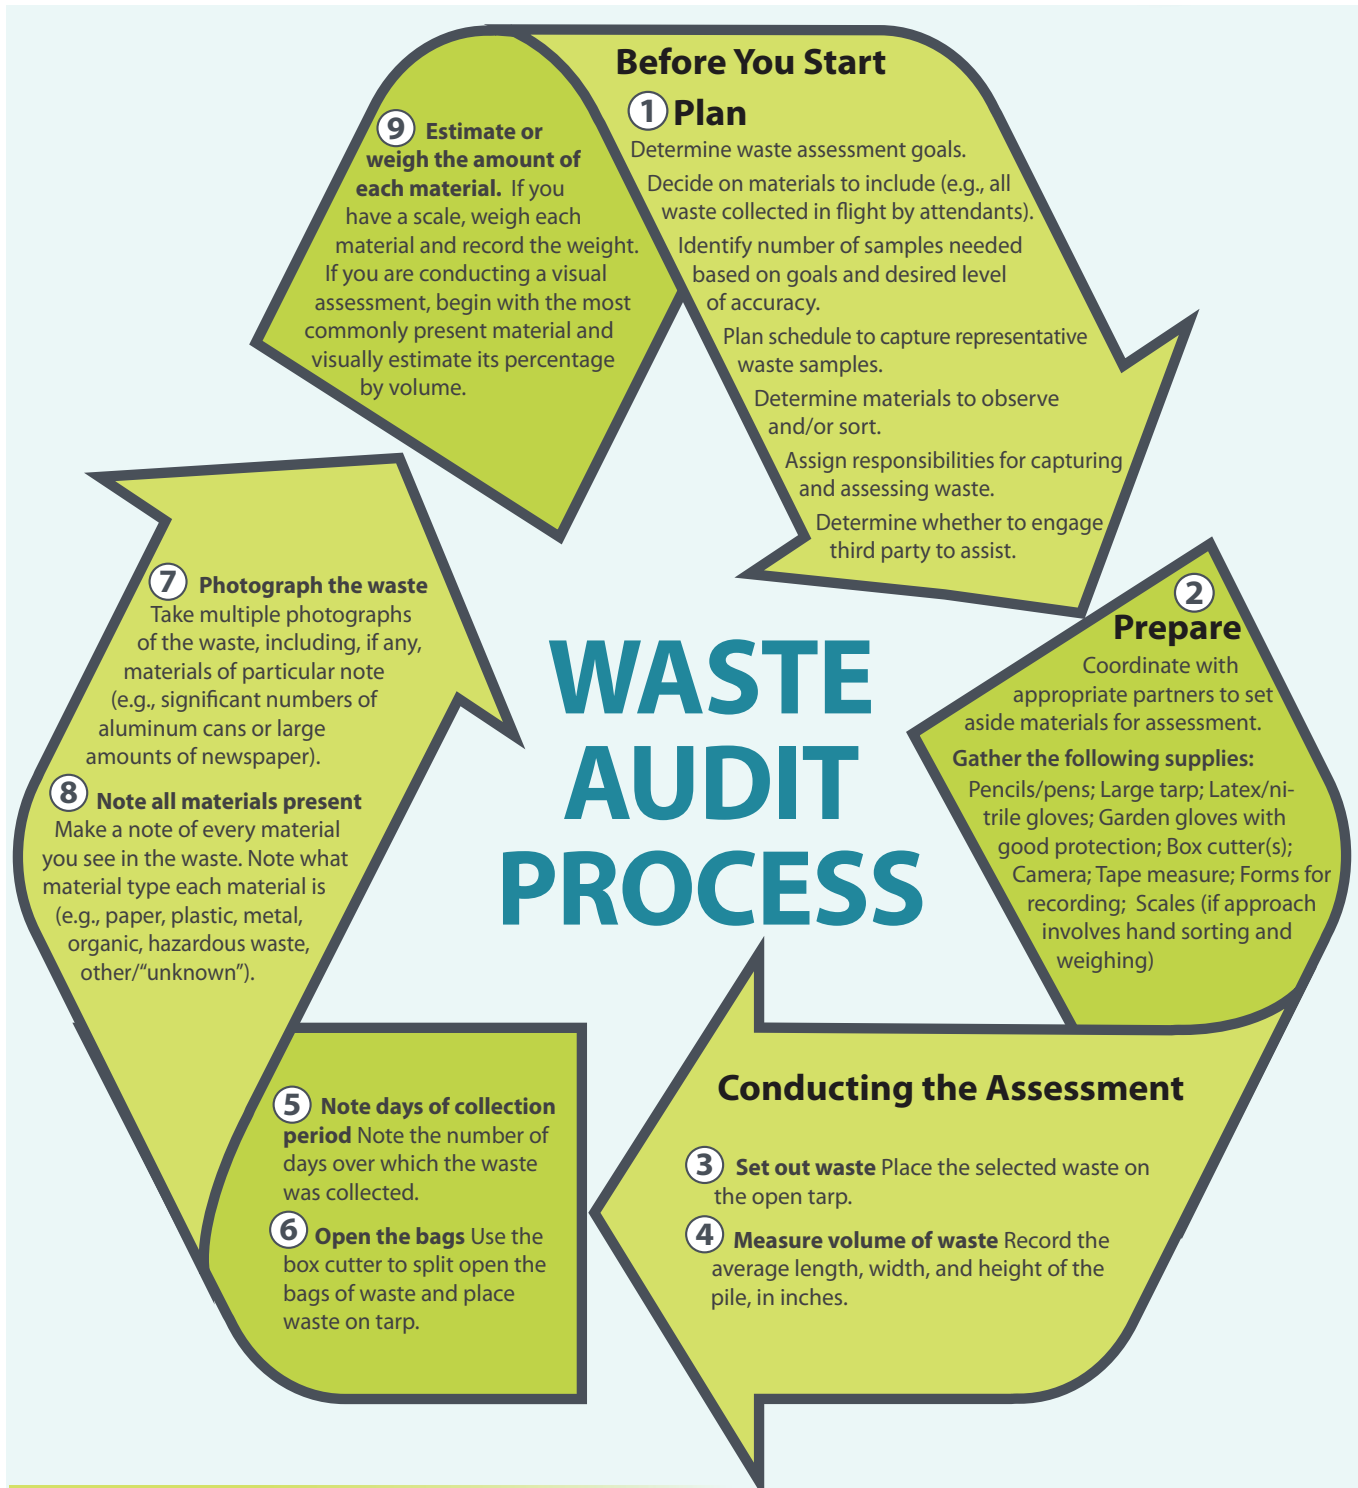 Before You Start
1 Plan
Determine waste assessment goals.
Decide on materials to include (e.g., all
waste collected in flight by attendants).
Identify number of samples needed
based on goals and desired level
of accuracy.
Plan schedule to capture representative
waste samples.
Determine materials to observe
and/or sort.
Assign responsibilities for capturing
and assessing waste.
Determine whether to engage
third party to assist.
2
Prepare
Coordinate with
appropriate partners to set
aside materials for assessment.
Gather the following supplies:
Pencils/pens; Large tarp; Latex/ni-
trile gloves; Garden gloves with
good protection; Box cutter(s);
Camera; Tape measure; Forms for
recording; Scales (if approach
involves hand sorting and
weighing)
Conducting the Assessment
3 Set out waste Place the selected waste on
the open tarp.
4 Measure volume of waste Record the
average length, width, and height of the
pile, in inches.
5 Note days of collection
period Note the number of
days over which the waste
was collected.
6 Open the bags Use the
box cutter to split open the
bags of waste and place
waste on tarp.
7 Photograph the waste
Take multiple photographs
of the waste, including, if any,
materials of particular note
(e.g., significant numbers of
aluminum cans or large
amounts of newspaper).
8 Note all materials present
Make a note of every material
you see in the waste. Note what
material type each material is
(e.g., paper, plastic, metal,
organic, hazardous waste,
other/“unknown”).
9 Estimate or
weigh the amount of
each material. If you
have a scale, weigh each
material and record the weight.
If you are conducting a visual
assessment, begin with the most
commonly present material and
visually estimate its percentage
by volume.
WASTE
AUDIT
PROCESS